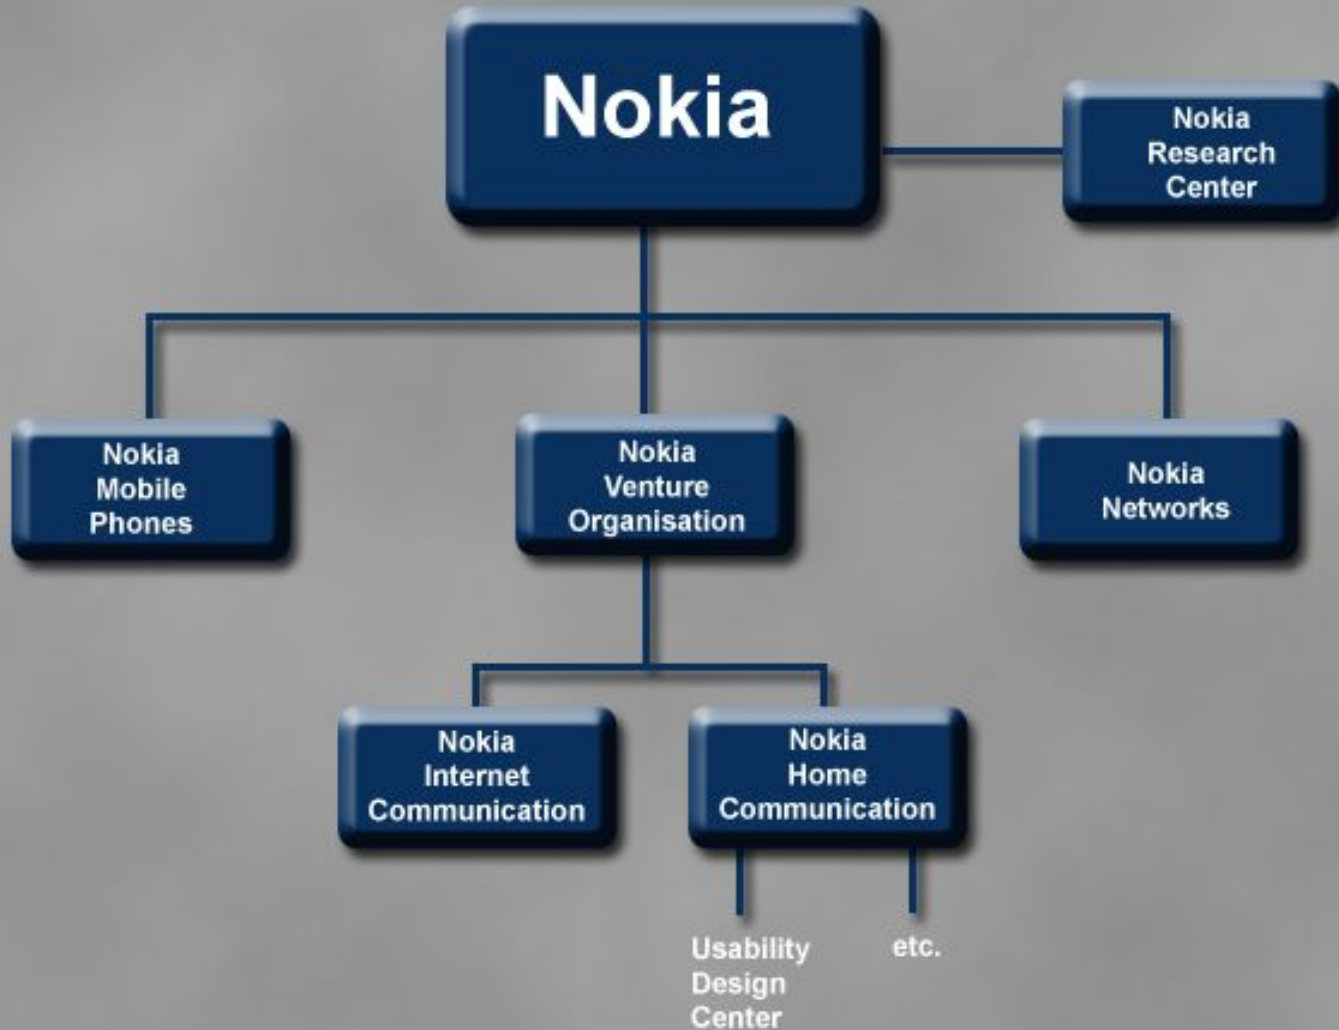 Nokia
Nokia
Research
Center
Nokia
Mobile
Phones
Nokia
Venture
Organisation
Nokia
Networks
Nokia
Internet
Communication
Nokia
Home
Communication
Usability
Design
Center
etc.